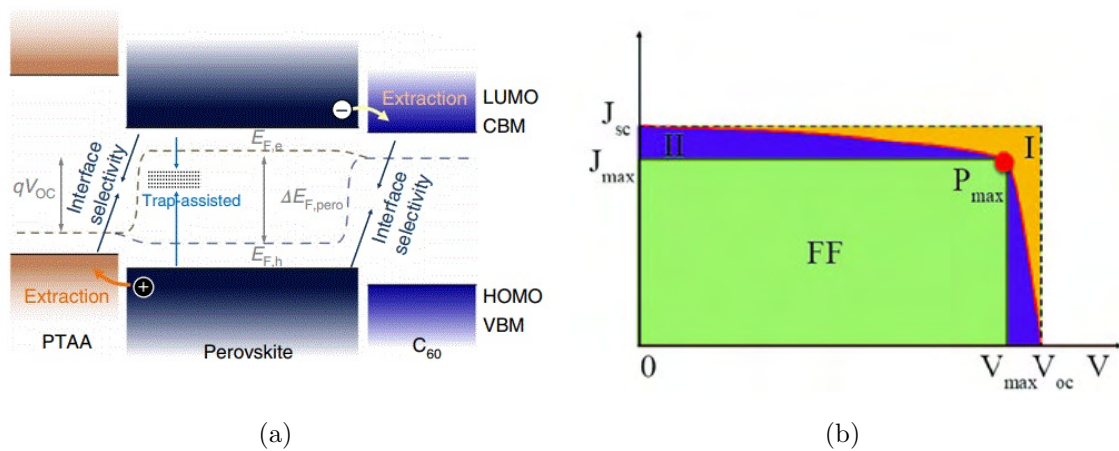 Extraction
LUMO
CBM
E_F,e
qV_OC
Interface
selectivity
Trap-assisted
ΔE_F,pero
Interface
selectivity
E_F,h
Extraction
HOMO
VBM
PTAA
Perovskite
C_60
(a)
J_sc
II
I
J_max
P_max
FF
0
V_max V_oc V
(b)